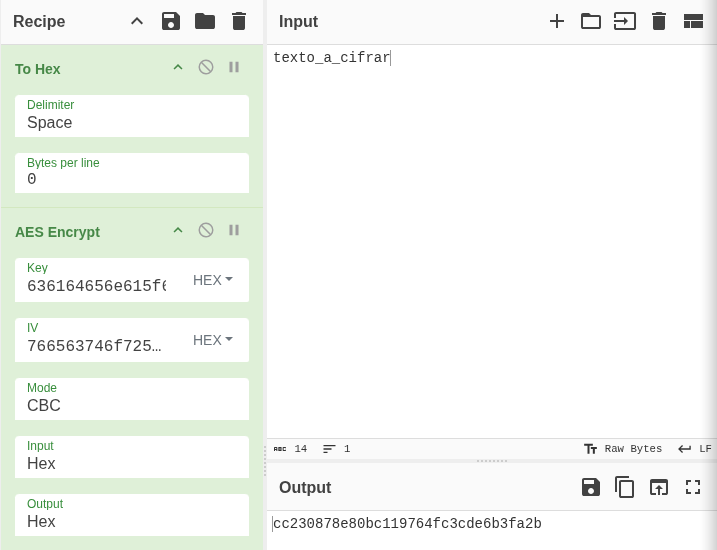 Recipe
To Hex
Delimiter
Space
Bytes per line
0
AES Encrypt
Key
636164656e615f6
HEX
IV
766563746f725…
HEX
Mode
CBC
Input
Hex
Output
Hex
Input
texto_a_cifrar
ABC 14
1
Raw Bytes
LF
Output
cc230878e80bc119764fc3cde6b3fa2b